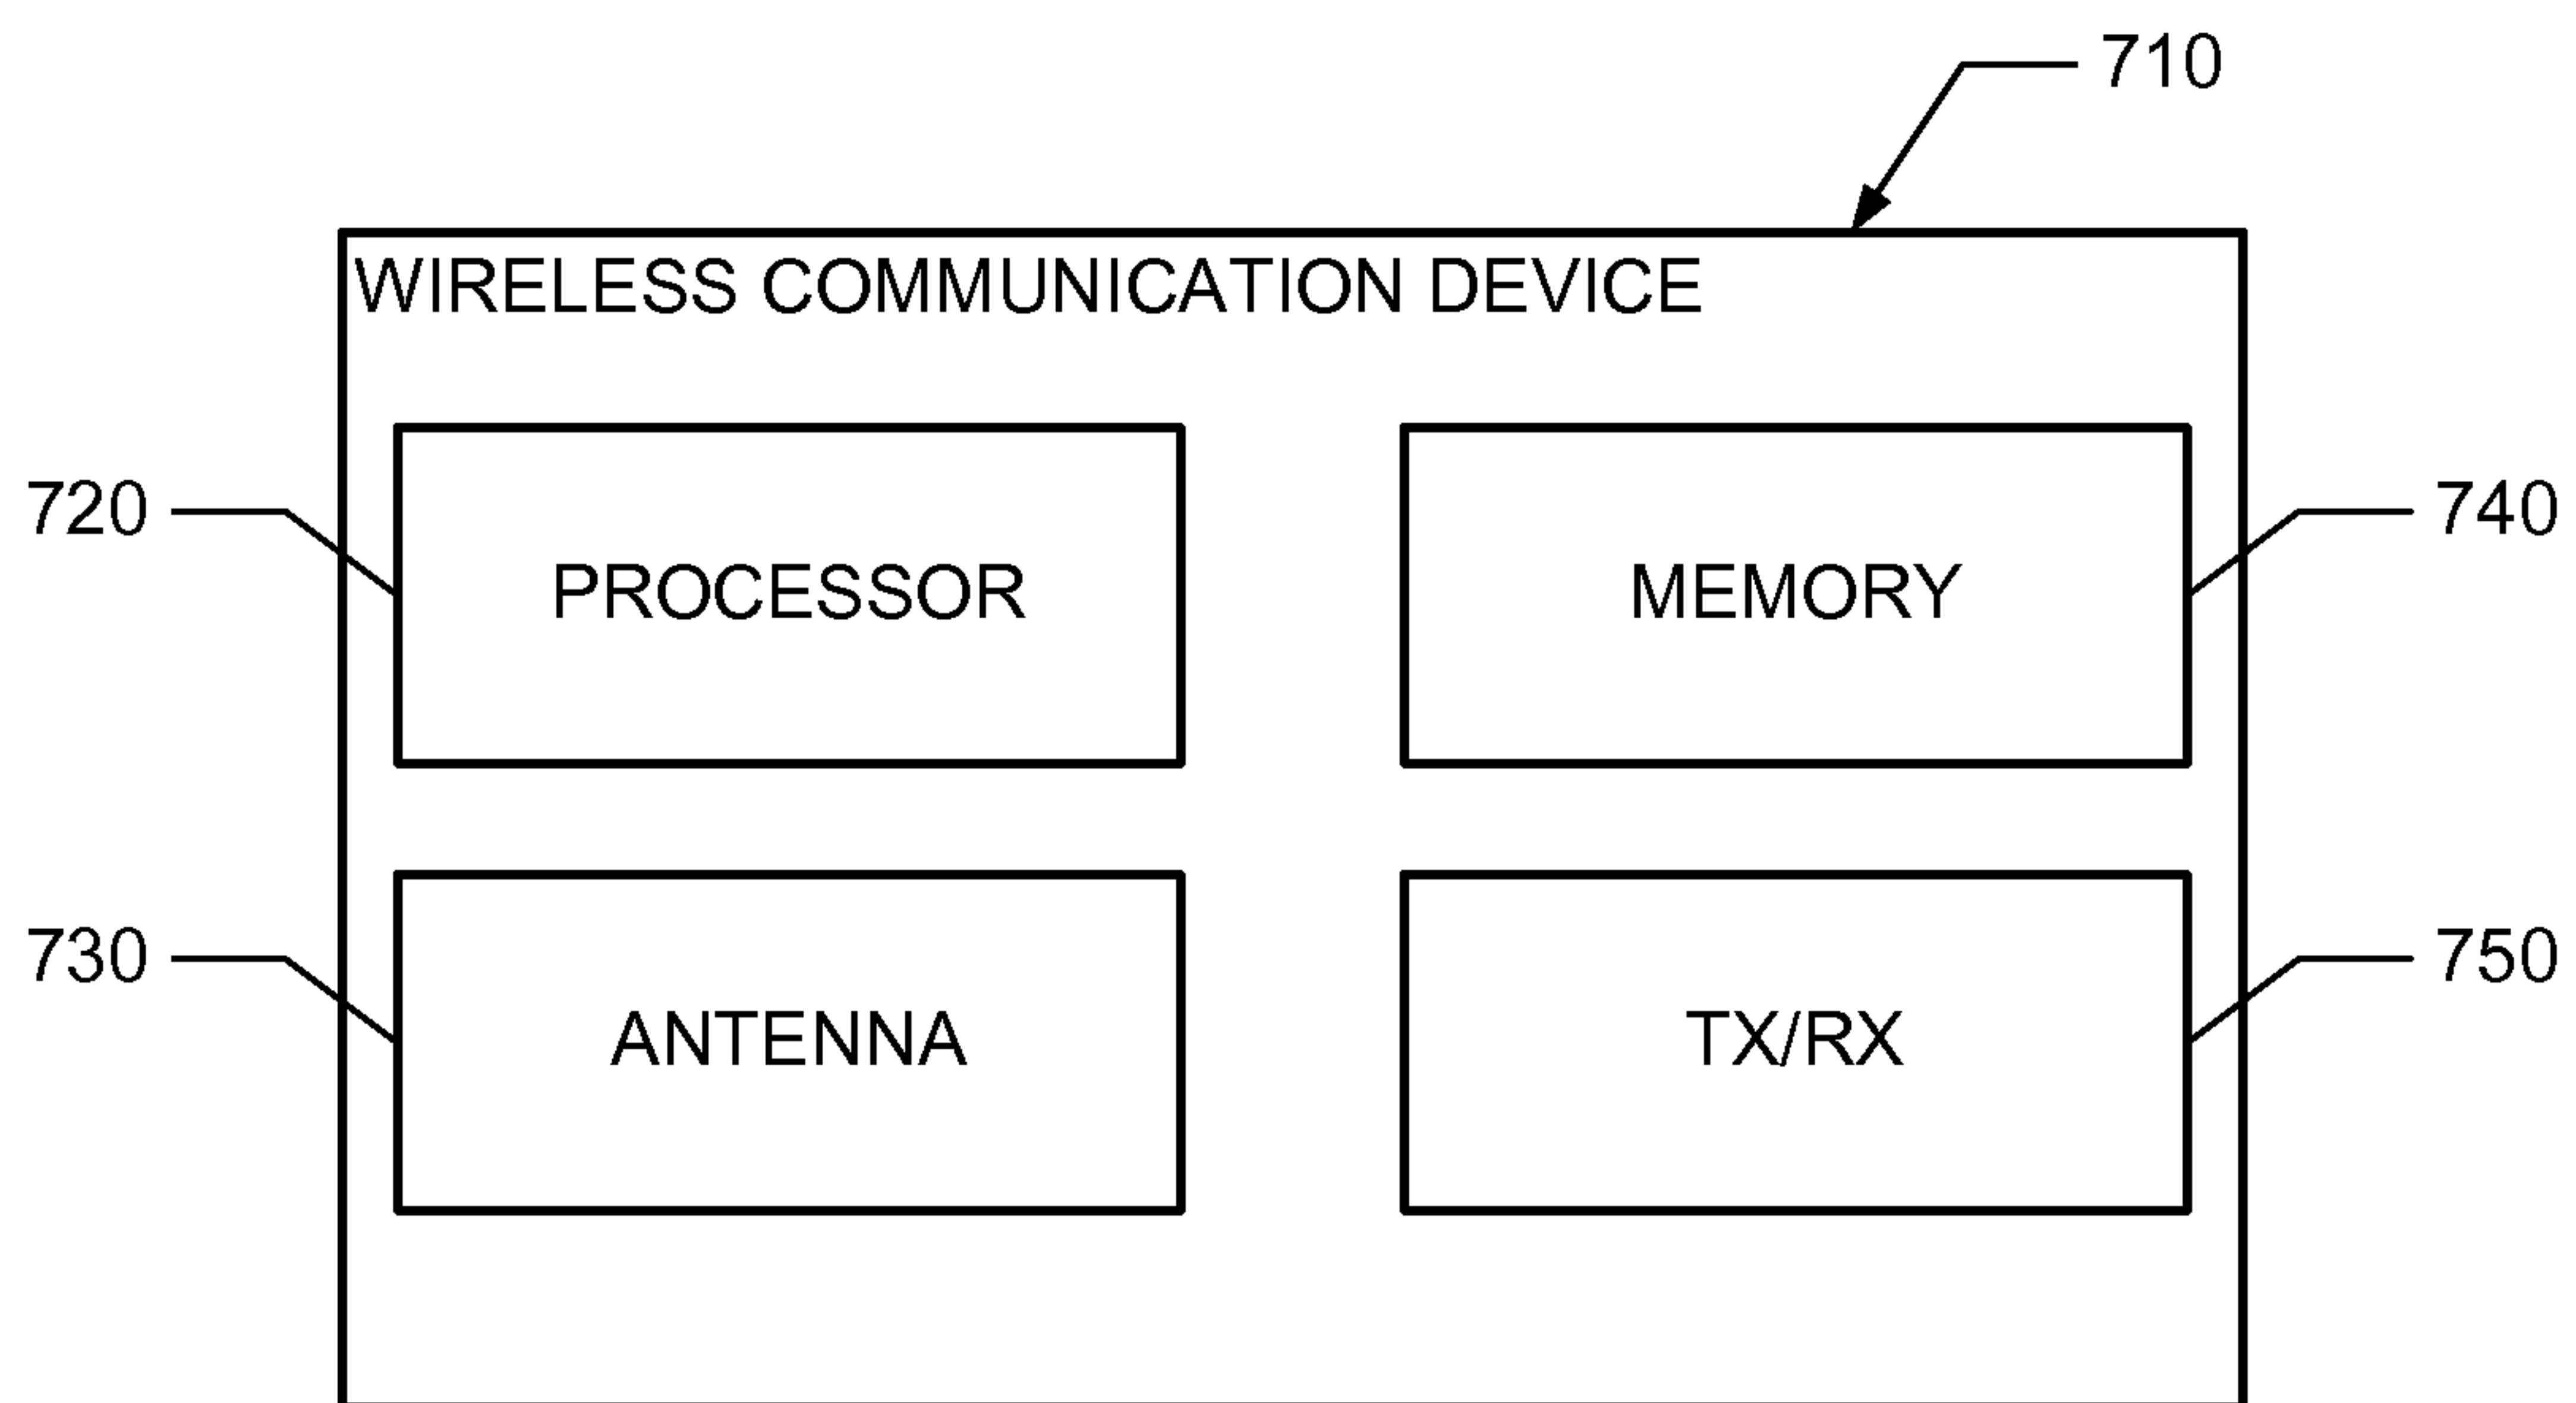 710
WIRELESS COMMUNICATION DEVICE
720
PROCESSOR
MEMORY
740
730
ANTENNA
TX/RX
750